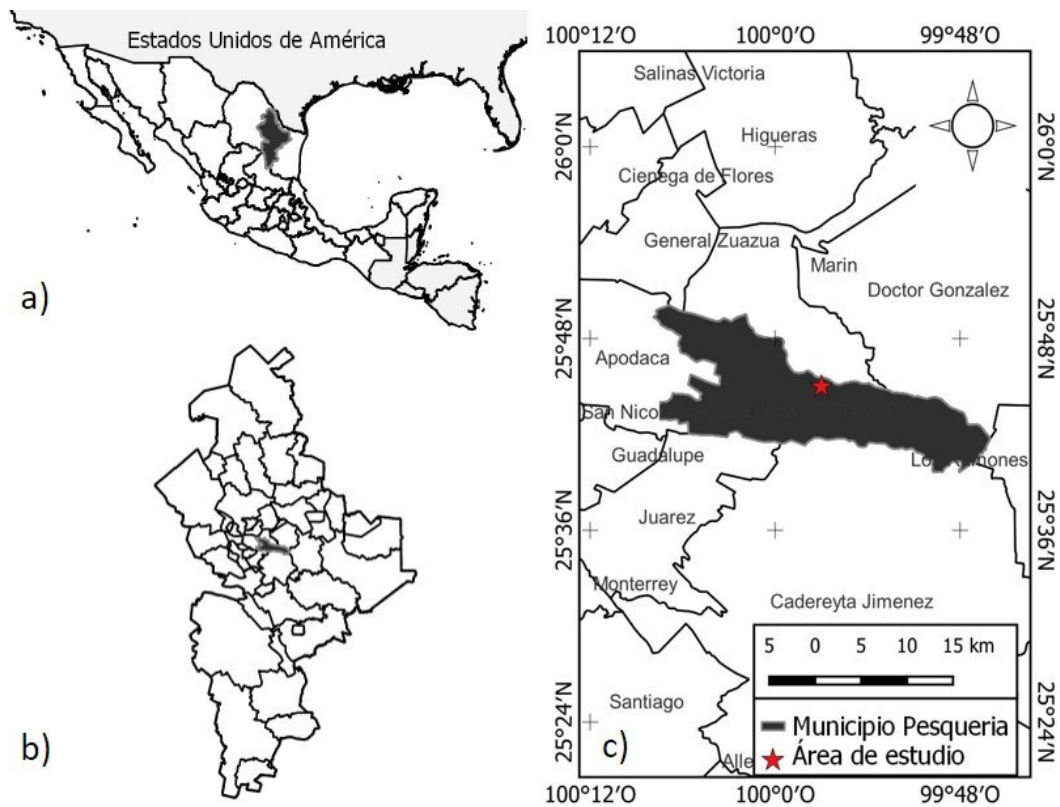 Estados Unidos de América
a)
b)
100°12′O 100°0′O 99°48′O
Salinas Victoria
Higueras
26°0′N
26°0′N
Cienega de Flores
General Zuazua
Marin
Doctor Gonzalez
25°48′N
25°48′N
Apodaca
San Nico
Guadalupe
Juarez
25°36′N
25°36′N
Monterrey
Cadereyta Jimenez
5 0 5 10 15 km
Santiago
25°24′N
25°24′N
Municipio Pesqueria
Área de estudio
c)
Alle
100°12′O 100°0′O 99°48′O